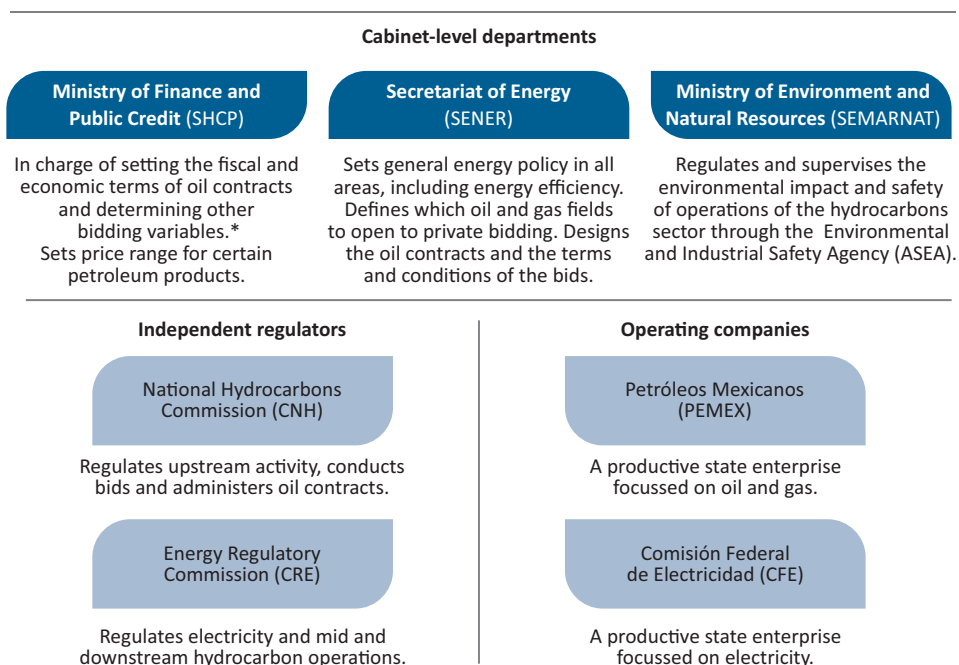 Cabinet-level departments
Ministry of Finance and
Public Credit (SHCP)
In charge of setting the fiscal and
economic terms of oil contracts
and determining other
bidding variables.*
Sets price range for certain
petroleum products.
Secretariat of Energy
(SENER)
Sets general energy policy in all
areas, including energy efficiency.
Defines which oil and gas fields
to open to private bidding. Designs
the oil contracts and the terms
and conditions of the bids.
Ministry of Environment and
Natural Resources (SEMARNAT)
Regulates and supervises the
environmental impact and safety
of operations of the hydrocarbons
sector through the Environmental
and Industrial Safety Agency (ASEA).
Independent regulators
National Hydrocarbons
Commission (CNH)
Regulates upstream activity, conducts
bids and administers oil contracts.
Energy Regulatory
Commission (CRE)
Regulates electricity and mid and
downstream hydrocarbon operations.
Operating companies
Petróleos Mexicanos
(PEMEX)
A productive state enterprise
focussed on oil and gas.
Comisión Federal
de Electricidad (CFE)
A productive state enterprise
focussed on electricity.